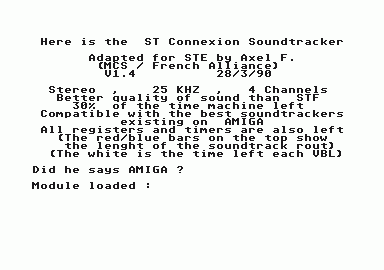 Here is the  ST Connexion Soundtracker
Adapted for STE by Axel F.
(MCS / French Alliance)
V1.4          28/3/90
Stereo  ,    25 KHZ  ,   4 Channels
Better quality of sound than  STF
30%  of the time machine left
Compatible with the best soundtrackers
existing on  AMIGA
All registers and timers are also left
(The red/blue bars on the top show
the lenght of the soundtrack rout)
(The white is the time left each VBL)
Did he says AMIGA ?
Module loaded :